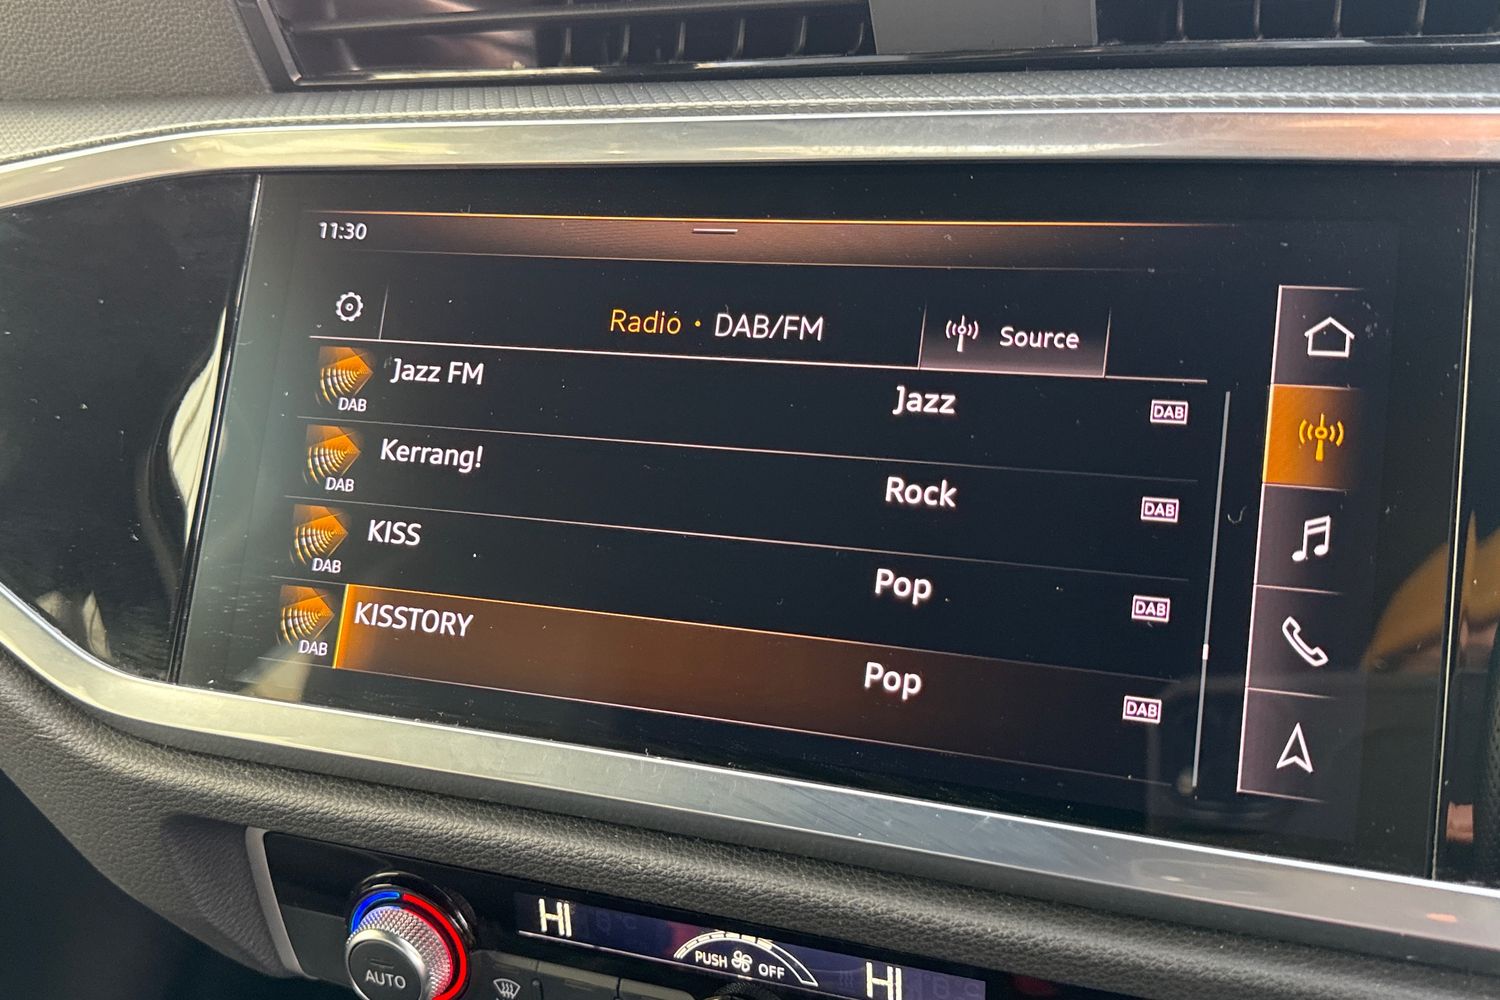 11:30
Radio • DAB/FM
Source
DAB Jazz FM Jazz DAB
DAB Kerrang! Rock DAB
DAB KISS Pop DAB
DAB KISSTORY Pop DAB
AUTO
HI
PUSH OFF
HI